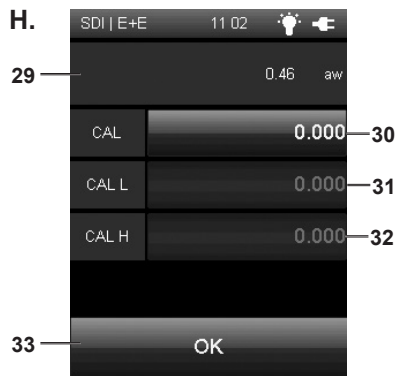 H.
SDI | E+E 11 02
29 0.46 aw
CAL 0.000 30
CAL L 0.000 31
CAL H 0.000 32
33 OK